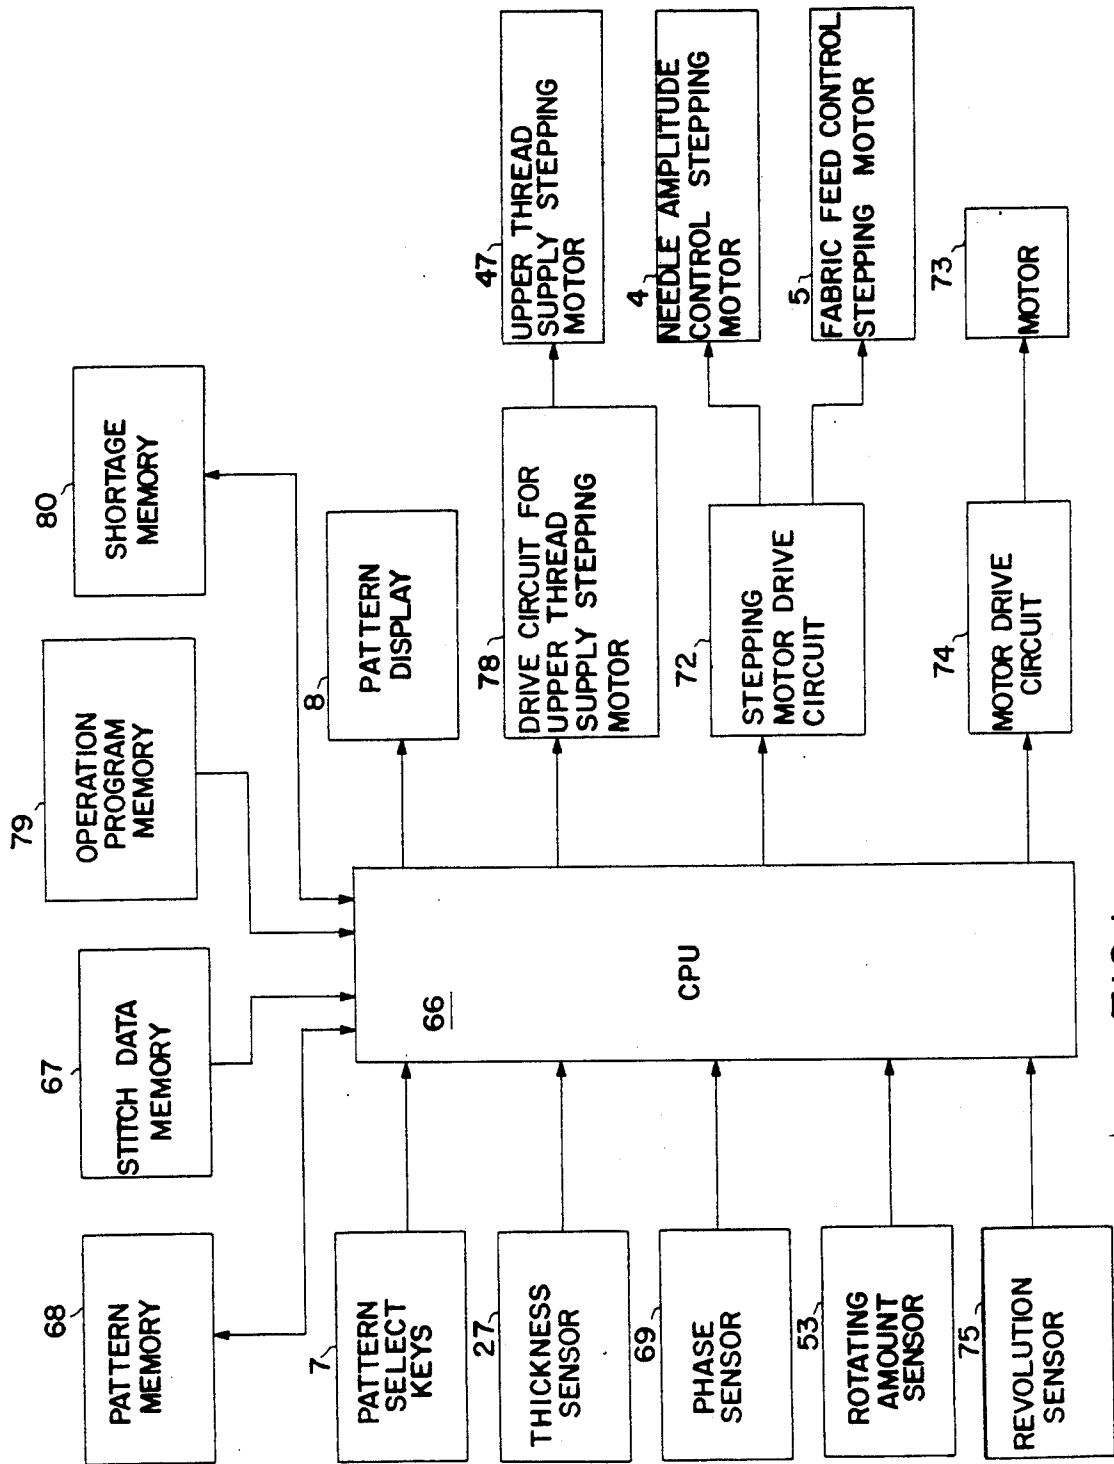 68
PATTERN
MEMORY
67
STITCH DATA
MEMORY
79
OPERATION
PROGRAM
MEMORY
80
SHORTAGE
MEMORY
7
PATTERN
SELECT
KEYS
27
THICKNESS
SENSOR
69
PHASE
SENSOR
53
ROTATING
AMOUNT
SENSOR
75
REVOLUTION
SENSOR
66
CPU
8
PATTERN
DISPLAY
78
DRIVE CIRCUIT FOR
UPPER THREAD
SUPPLY STEPPING
MOTOR
72
STEPPING
MOTOR DRIVE
CIRCUIT
74
MOTOR DRIVE
CIRCUIT
47
UPPER THREAD
SUPPLY STEPPING
MOTOR
4
NEEDLE AMPLITUDE
CONTROL STEPPING
MOTOR
5
FABRIC FEED CONTROL
STEPPING MOTOR
73
MOTOR